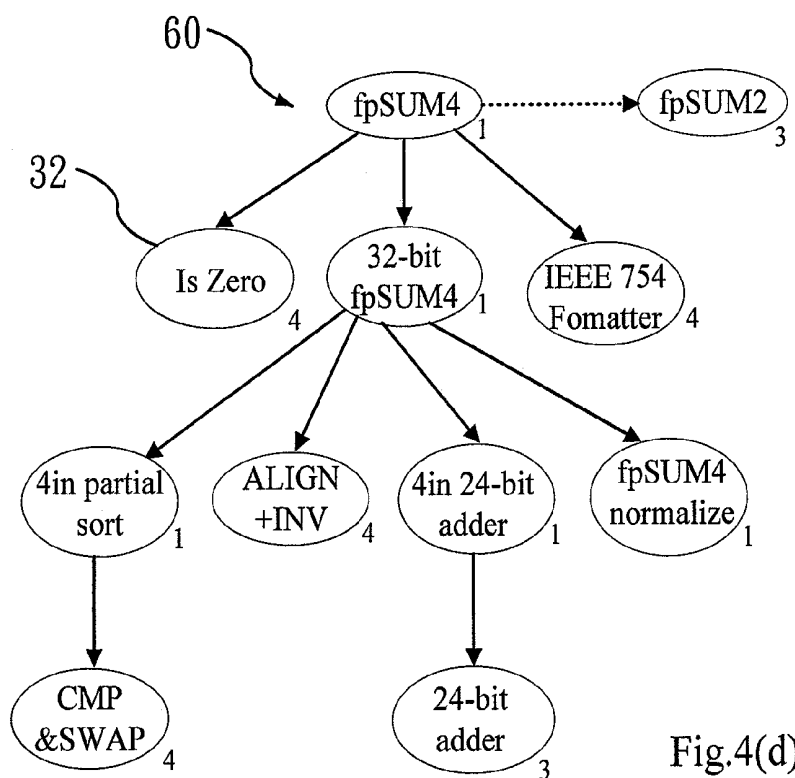 60
fpSUM4
1
fpSUM2
3
32
Is Zero
4
32-bit
fpSUM4
1
IEEE 754
Fomatter
4
4in partial
sort
1
ALIGN
+INV
4
4in 24-bit
adder
1
fpSUM4
normalize
1
CMP
&SWAP
4
24-bit
adder
3
Fig.4(d)